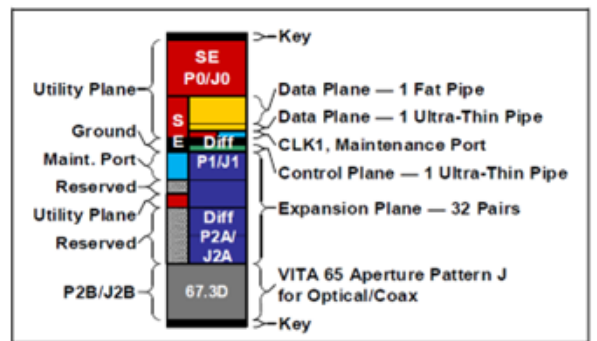 Key
SE
P0/J0
Utility Plane
Data Plane — 1 Fat Pipe
Data Plane — 1 Ultra-Thin Pipe
S
E
Ground
Diff
CLK1, Maintenance Port
Maint. Port
P1/J1
Control Plane — 1 Ultra-Thin Pipe
Reserved
Utility Plane
Diff
Expansion Plane — 32 Pairs
Reserved
P2A/
J2A
P2B/J2B
67.3D
VITA 65 Aperture Pattern J
for Optical/Coax
Key